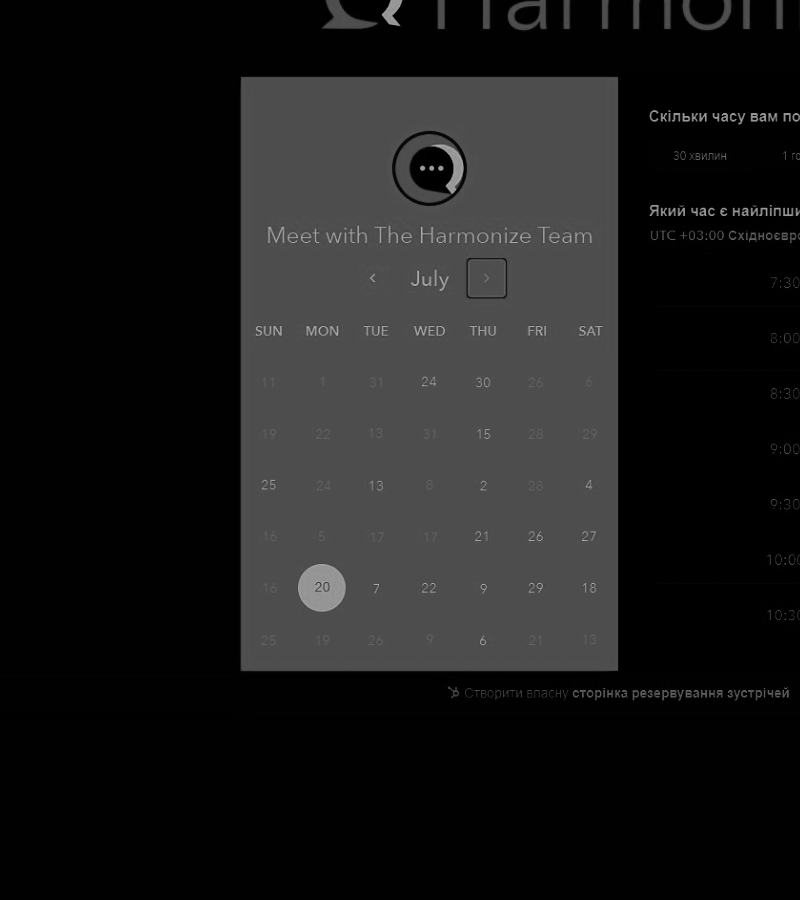 Harmon
Meet with The Harmonize Team
July
SUN MON TUE WED THU FRI SAT
11 1 31 24 30 26 6
19 22 13 31 15 28 29
25 24 13 8 2 28 4
16 5 17 17 21 26 27
16 20 7 22 9 29 18
25 19 26 9 6 21 13
Скільки часу вам по
30 хвилин 1 го
Який час є найліпши
UTC +03:00 Східноєвро
7:30
8:00
8:30
9:00
9:30
10:00
10:30
Створити власну сторінка резервування зустрічей